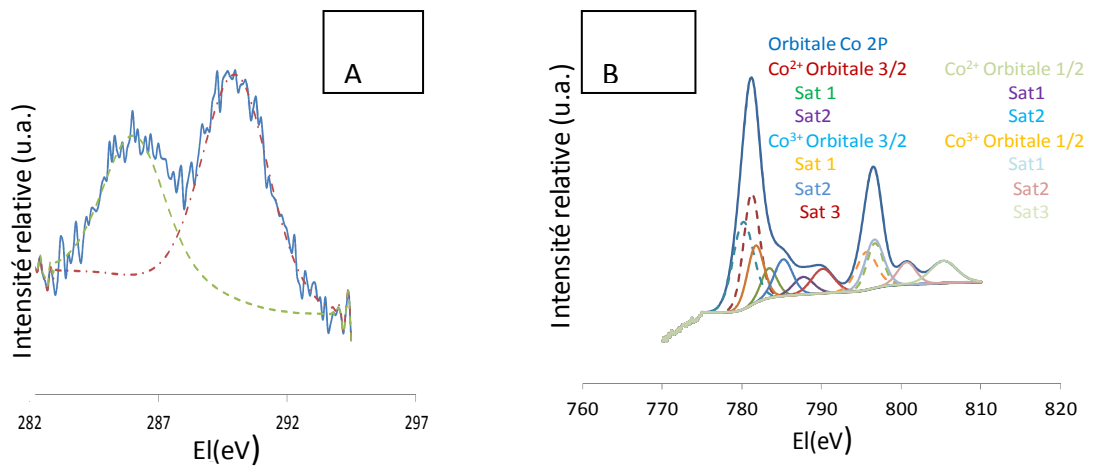 A
Intensité relative (u.a.)
282 287 292 297
El(eV)
B
Orbitale Co 2P
Co²⁺ Orbitale 3/2
Sat 1
Sat2
Co³⁺ Orbitale 3/2
Sat 1
Sat2
Sat 3
Co²⁺ Orbitale 1/2
Sat1
Sat2
Co³⁺ Orbitale 1/2
Sat1
Sat2
Sat3
Intensité relative (u.a.)
760 770 780 790 800 810 820
El(eV)